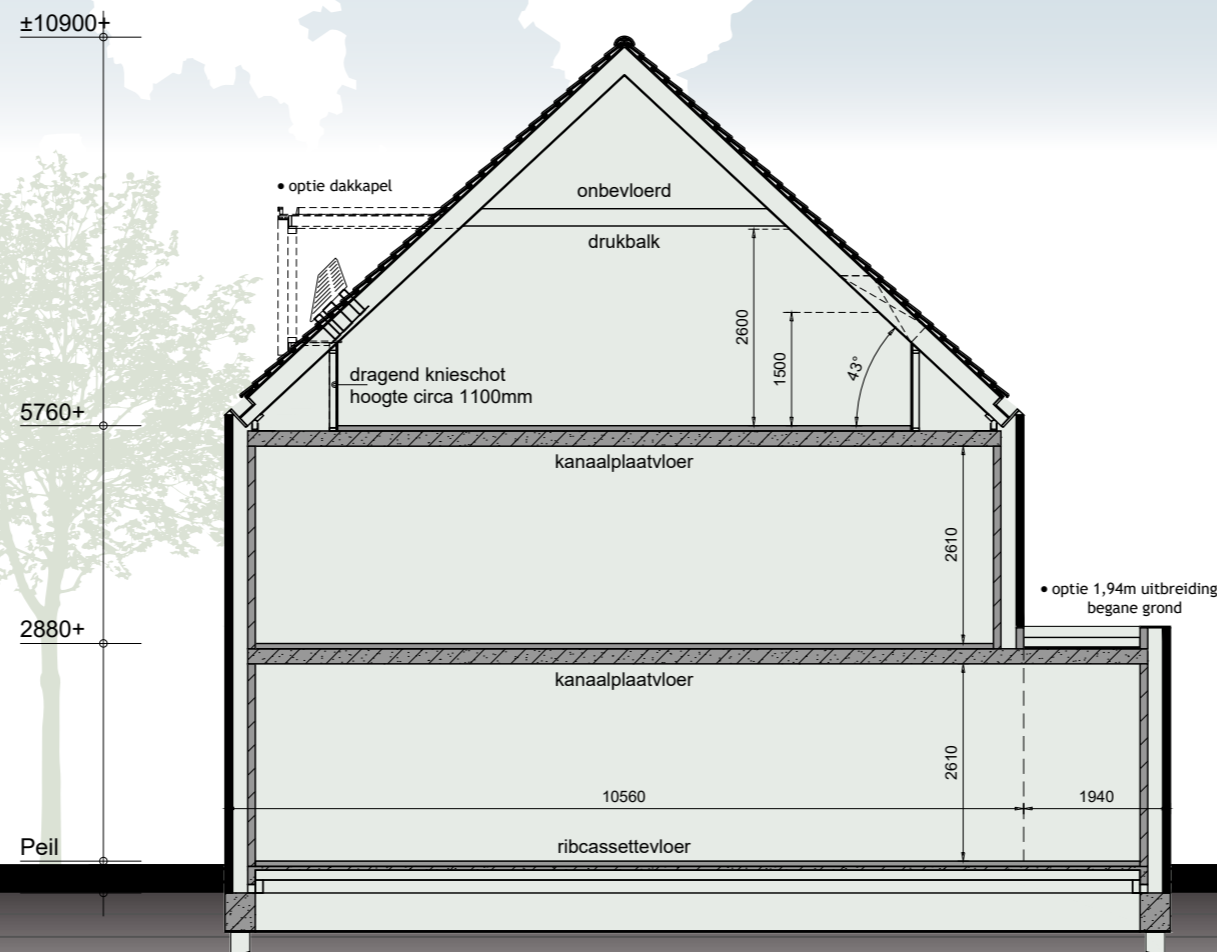 ±10900+
• optie dakkapel
onbevloerd
drukbalk
2600
1500
43°
dragend knieschot
hoogte circa 1100mm
5760+
kanaalplaatvloer
2610
• optie 1,94m uitbreiding
begane grond
2880+
kanaalplaatvloer
2610
10560
1940
Peil
ribcassettevloer